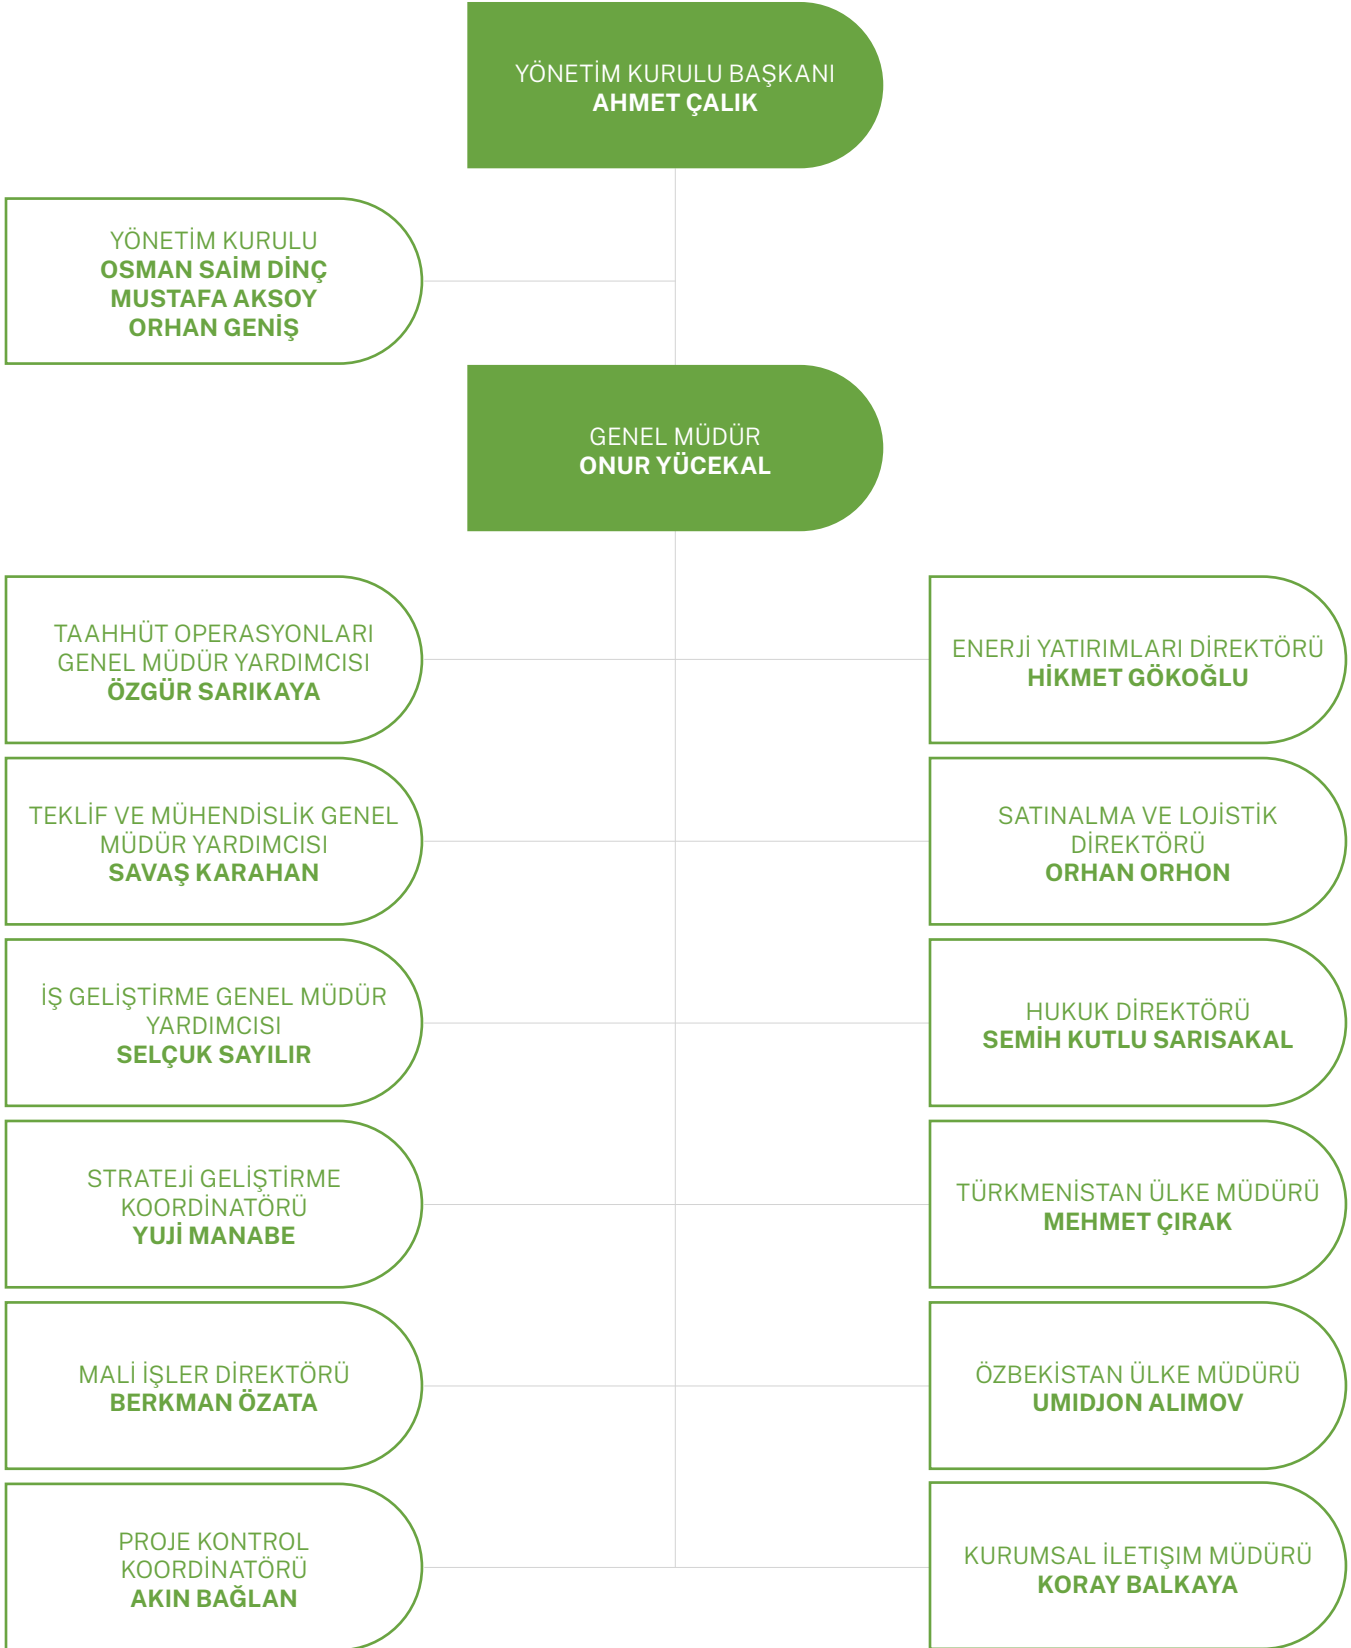 YÖNETİM KURULU BAŞKANI
AHMET ÇALIK
YÖNETİM KURULU
OSMAN SAİM DİNÇ
MUSTAFA AKSOY
ORHAN GENİŞ
GENEL MÜDÜR
ONUR YÜCEKAL
TAAHHÜT OPERASYONLARI
GENEL MÜDÜR YARDIMCISI
ÖZGÜR SARIKAYA
TEKLİF VE MÜHENDİSLİK GENEL
MÜDÜR YARDIMCISI
SAVAŞ KARAHAN
İŞ GELİŞTİRME GENEL MÜDÜR
YARDIMCISI
SELÇUK SAYILIR
STRATEJİ GELİŞTİRME
KOORDİNATÖRÜ
YUJİ MANABE
MALİ İŞLER DİREKTÖRÜ
BERKMAN ÖZATA
PROJE KONTROL
KOORDİNATÖRÜ
AKIN BAĞLAN
ENERJİ YATIRIMLARI DİREKTÖRÜ
HİKMET GÖKOĞLU
SATINALMA VE LOJİSTİK
DİREKTÖRÜ
ORHAN ORHON
HUKUK DİREKTÖRÜ
SEMİH KUTLU SARISAKAL
TÜRKMENİSTAN ÜLKE MÜDÜRÜ
MEHMET ÇIRAK
ÖZBEKİSTAN ÜLKE MÜDÜRÜ
UMIDJON ALIMOV
KURUMSAL İLETIŞIM MÜDÜRÜ
KORAY BALKAYA